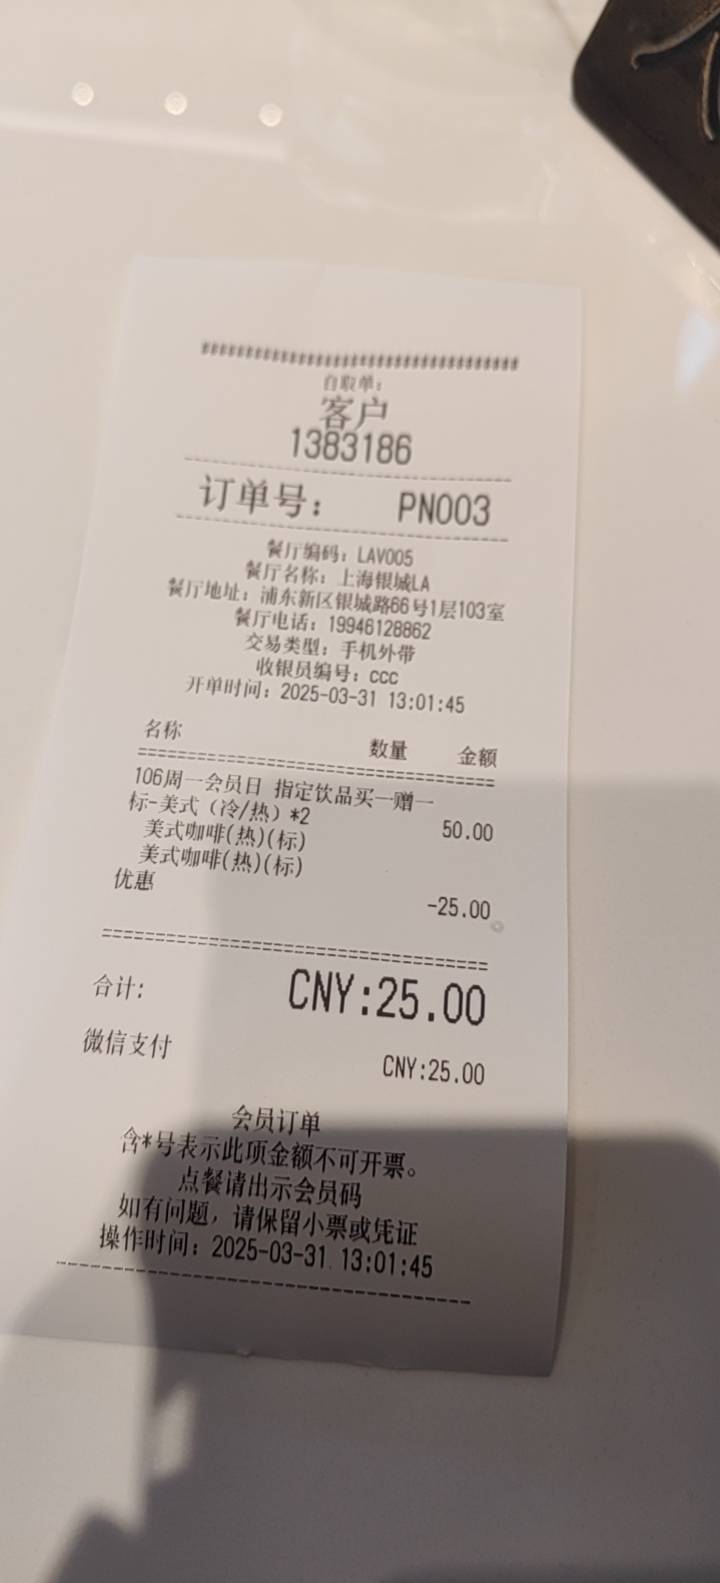 ####################################
自取单:
客户
1383186
订单号: PN003
餐厅编码: LAV005
餐厅名称: 上海银城LA
餐厅地址: 浦东新区银城路66号1层103室
餐厅电话: 19946128862
交易类型: 手机外带
收银员编号: ccc
开单时间: 2025-03-31 13:01:45
名称 数量 金额
106周一会员日 指定饮品买一赠一
标-美式（冷/热）*2 50.00
美式咖啡(热)(标)
美式咖啡(热)(标)
优惠 -25.00
合计: CNY:25.00
微信支付 CNY:25.00
会员订单
含*号表示此项金额不可开票。
点餐请出示会员码
如有问题，请保留小票或凭证
操作时间: 2025-03-31 13:01:45